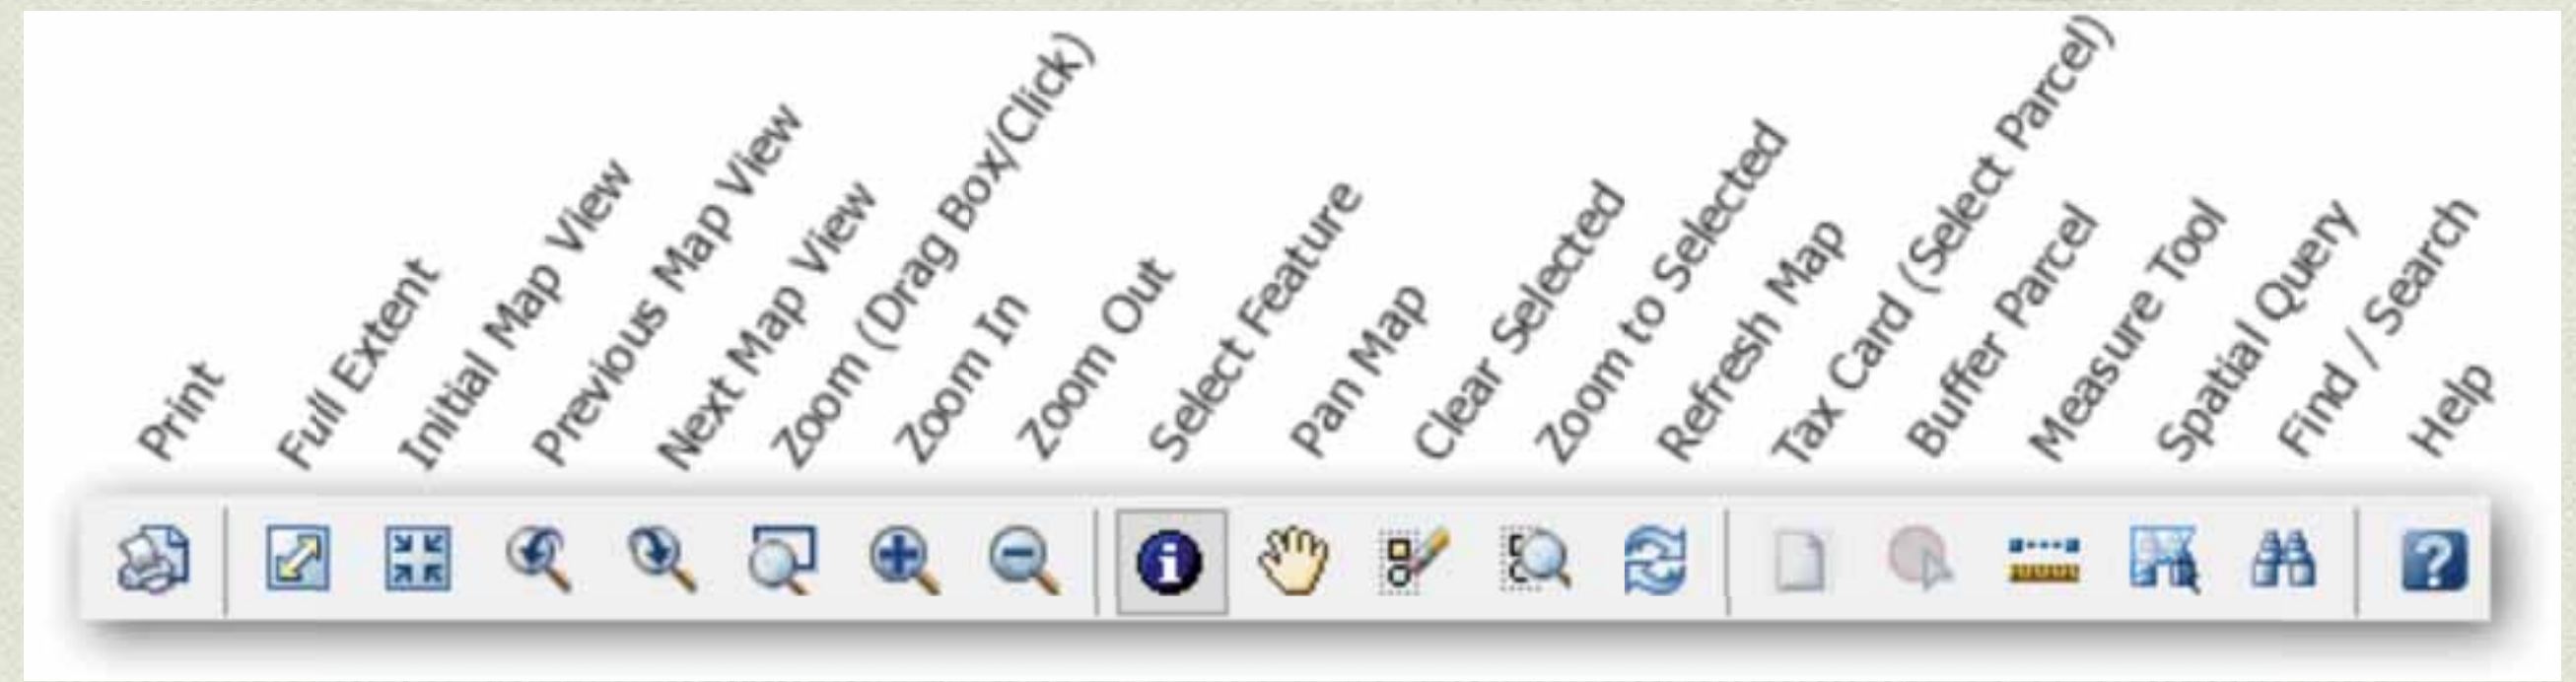 Print
Full Extent
Initial Map View
Previous Map View
Next Map View
Zoom (Drag Box/Click)
Zoom In
Zoom Out
Select Feature
Pan Map
Clear Selected
Zoom to Selected
Refresh Map
Tax Card (Select Parcel)
Buffer Parcel
Measure Tool
Spatial Query
Find / Search
Help